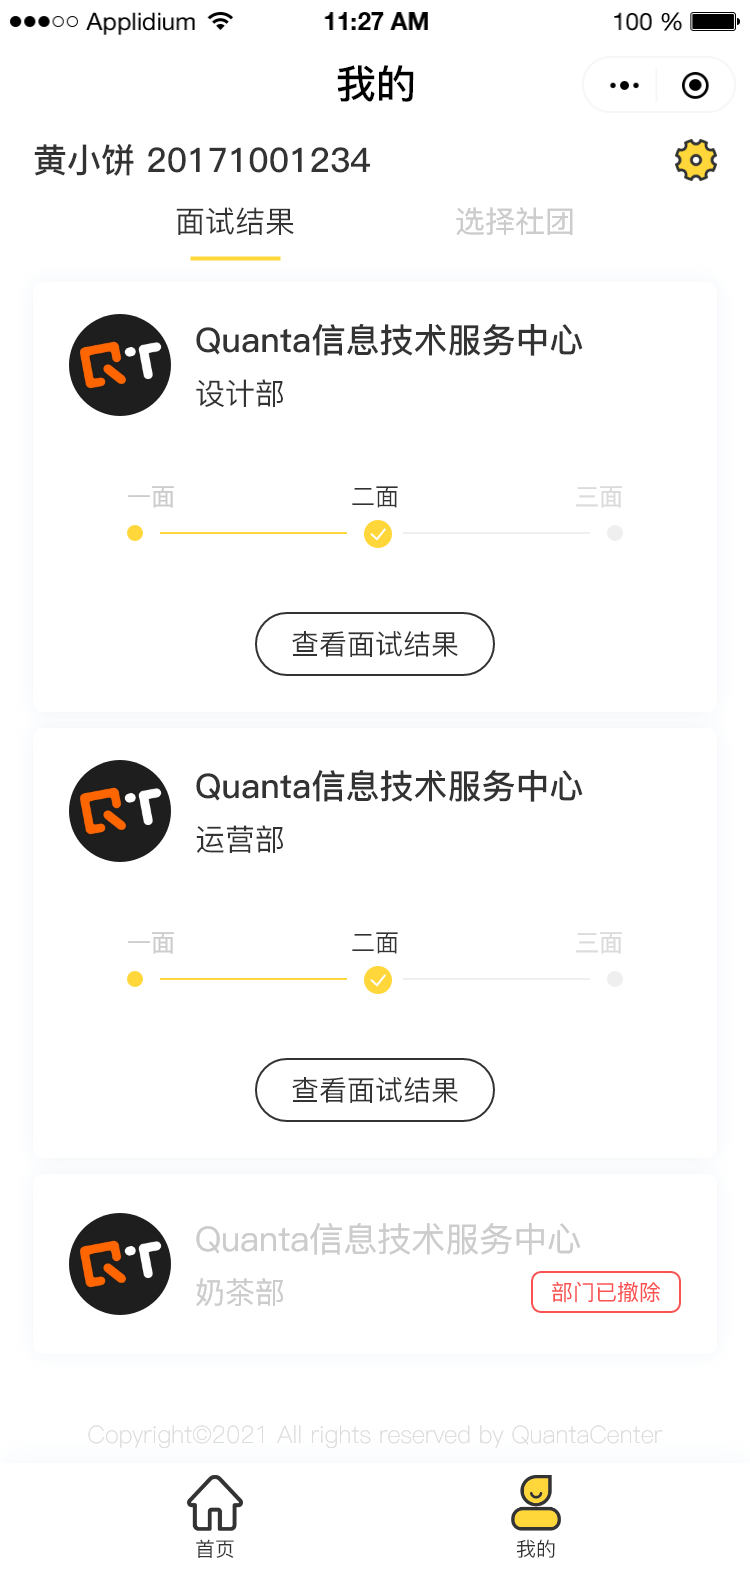 Applidium 11:27 AM 100 %
我的
黄小饼 20171001234
面试结果 选择社团
Quanta信息技术服务中心
设计部
一面 二面 三面
查看面试结果
Quanta信息技术服务中心
运营部
一面 二面 三面
查看面试结果
Quanta信息技术服务中心
奶茶部 部门已撤除
Copyright©2021 All rights reserved by QuantaCenter
首页 我的